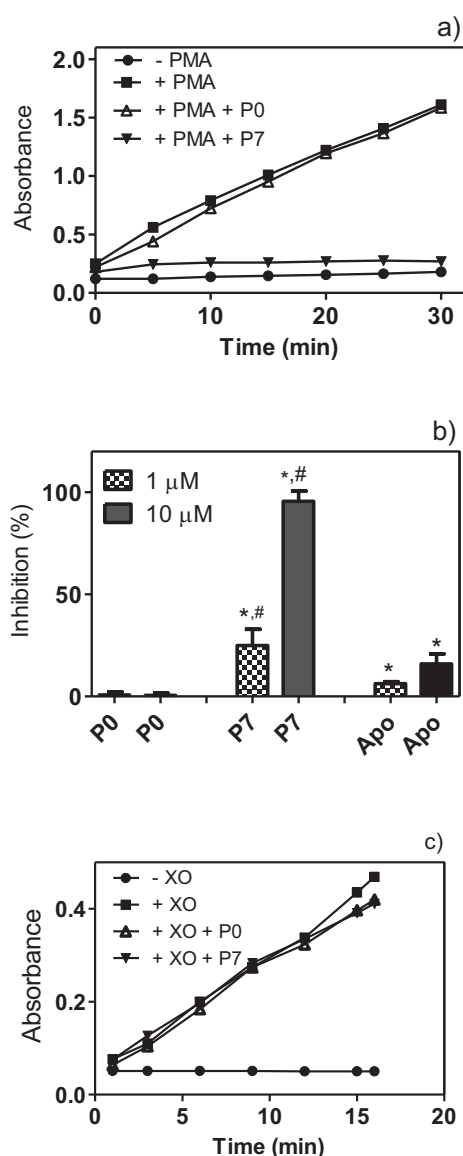 a)
2.0
1.5
1.0
0.5
0.0
Absorbance
- PMA
+ PMA
+ PMA + P0
+ PMA + P7
0 10 20 30
Time (min)
b)
100
50
0
Inhibition (%)
1 μM
10 μM
*,# *,# * *
P0 P0 P7 P7 Apo Apo
c)
0.4
0.2
0.0
Absorbance
- XO
+ XO
+ XO + P0
+ XO + P7
0 5 10 15 20
Time (min)